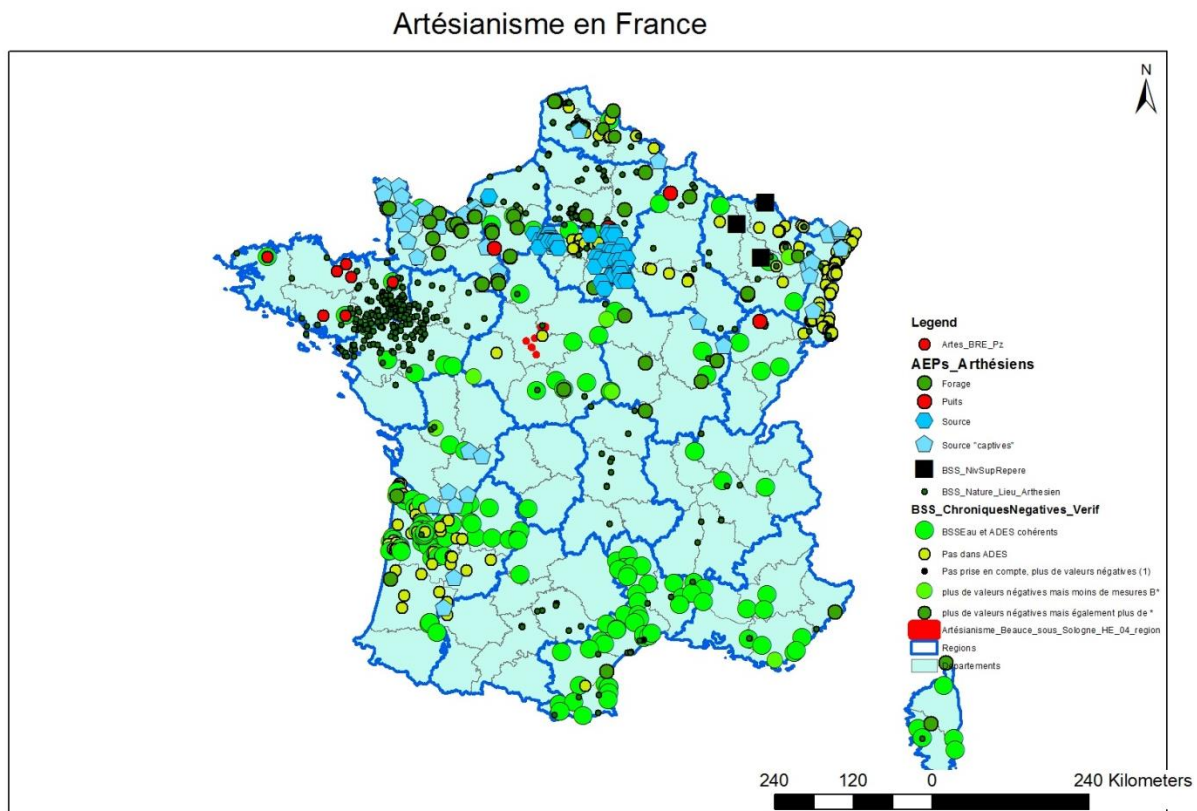 Artésianisme en France
N
Legend
Artes_BRE_Pz
AEPs_Arthésiens
Forage
Puits
Source
Source "captives"
BSS_NivSupRepere
BSS_Nature_Lieu_Arthesien
BSS_ChroniquesNegatives_Verif
BSSEau et ADES cohérents
Pas dans ADES
Pas prise en compte, plus de valeurs négatives (1)
plus de valeurs négatives mais moins de mesures B*
plus de valeurs négatives mais également plus de *
Artésianisme_Beauce_sous_Sologne_HE_04_region
Regions
Départements
240 120 0 240 Kilometers